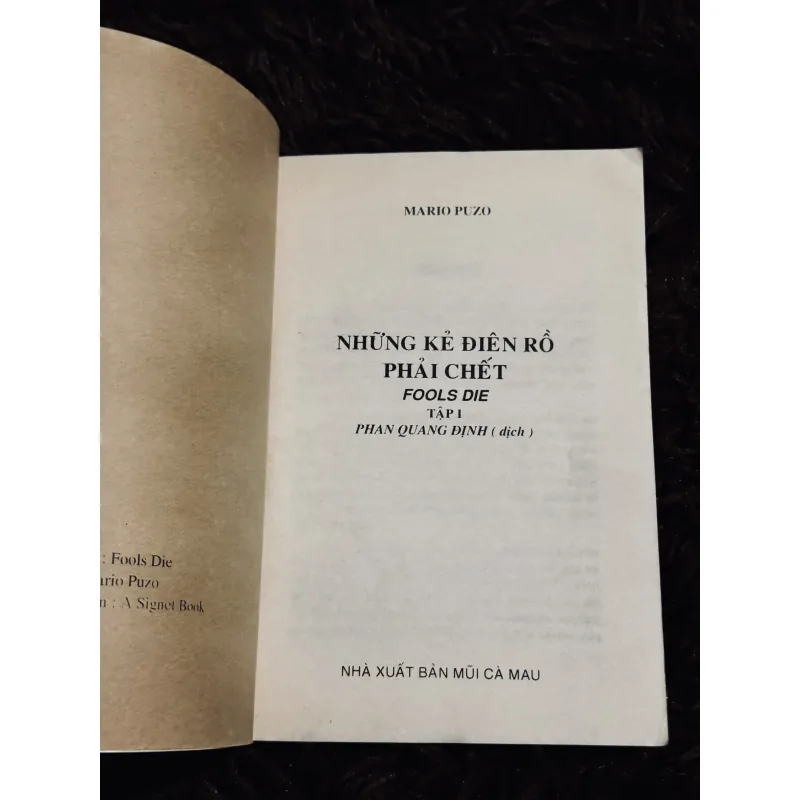 : Fools Die
ario Puzo
n : A Signet Book
MARIO PUZO
NHỮNG KẺ ĐIÊN RỒ
PHẢI CHẾT
FOOLS DIE
TẬP 1
PHAN QUANG ĐỊNH ( dịch )
NHÀ XUẤT BẢN MŨI CÀ MAU